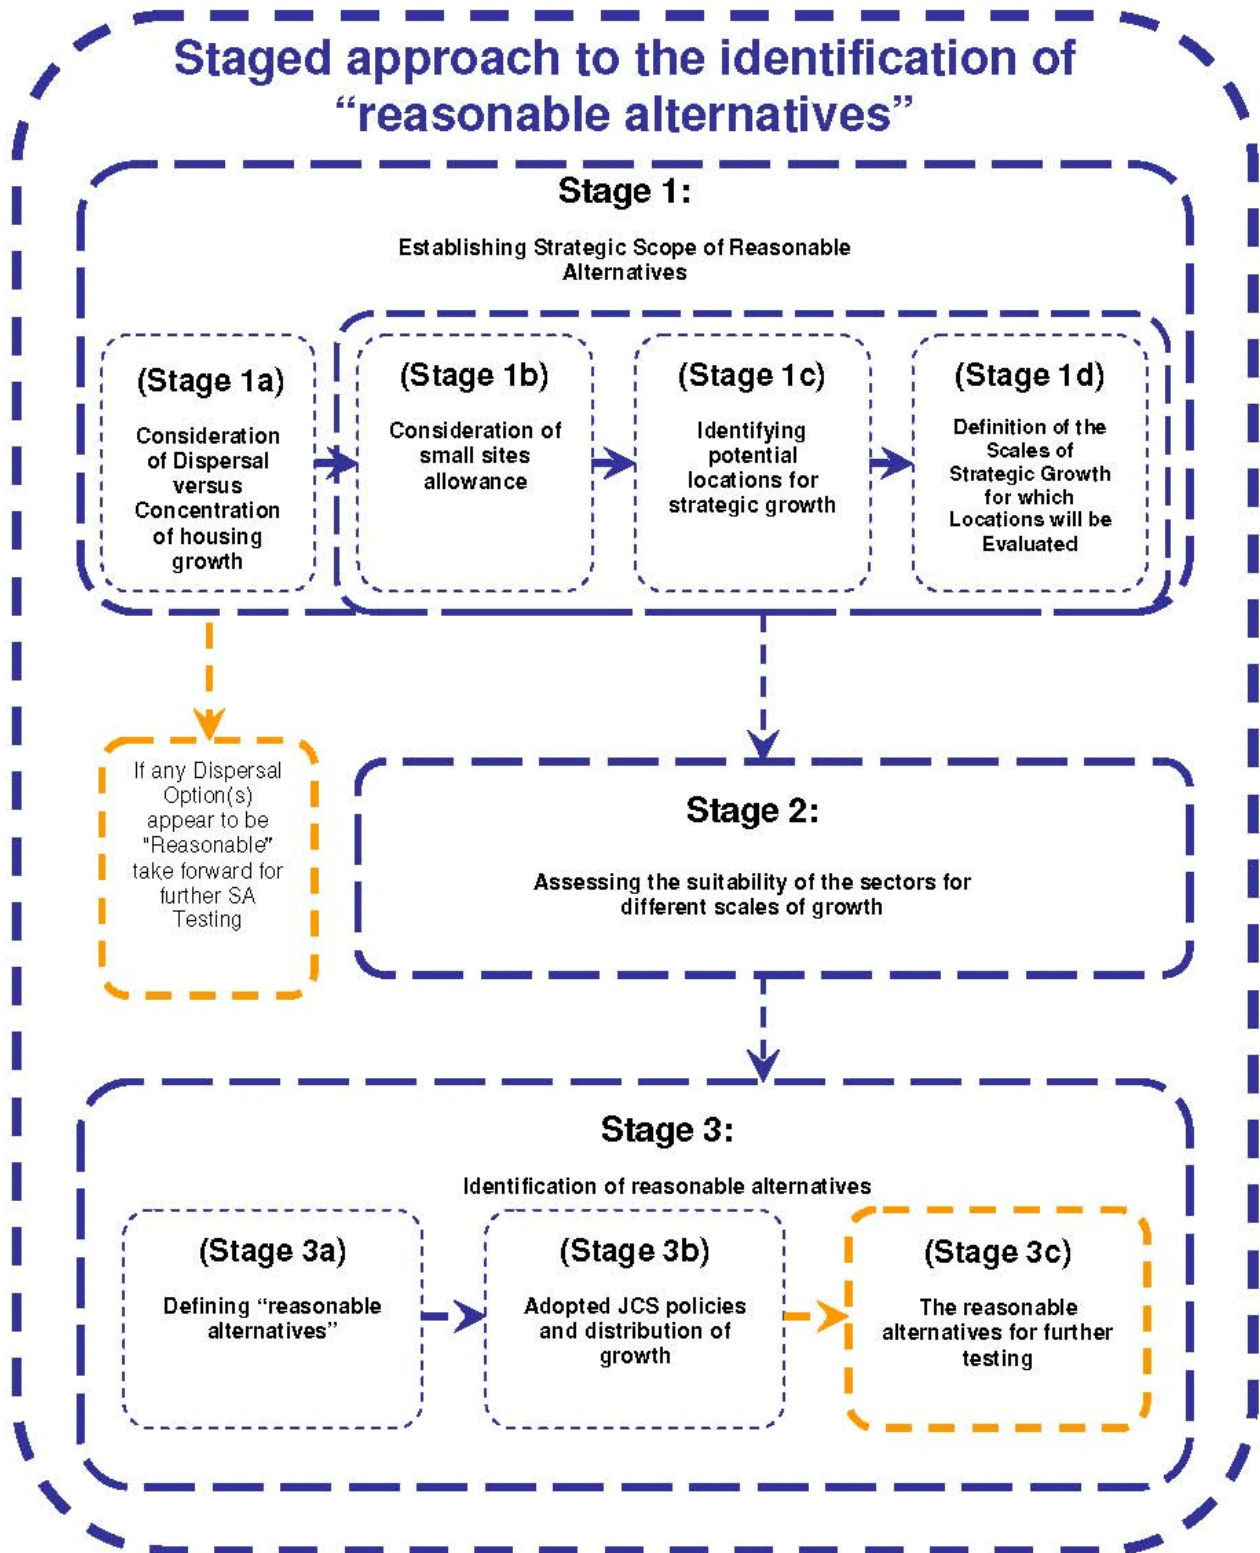 Staged approach to the identification of
“reasonable alternatives”
Stage 1:
Establishing Strategic Scope of Reasonable
Alternatives
(Stage 1a)
Consideration
of Dispersal
versus
Concentration
of housing
growth
(Stage 1b)
Consideration of
small sites
allowance
(Stage 1c)
Identifying
potential
locations for
strategic growth
(Stage 1d)
Definition of the
Scales of
Strategic Growth
for which
Locations will be
Evaluated
If any Dispersal
Option(s)
appear to be
"Reasonable"
take forward for
further SA
Testing
Stage 2:
Assessing the suitability of the sectors for
different scales of growth
Stage 3:
Identification of reasonable alternatives
(Stage 3a)
Defining “reasonable
alternatives”
(Stage 3b)
Adopted JCS policies
and distribution of
growth
(Stage 3c)
The reasonable
alternatives for further
testing